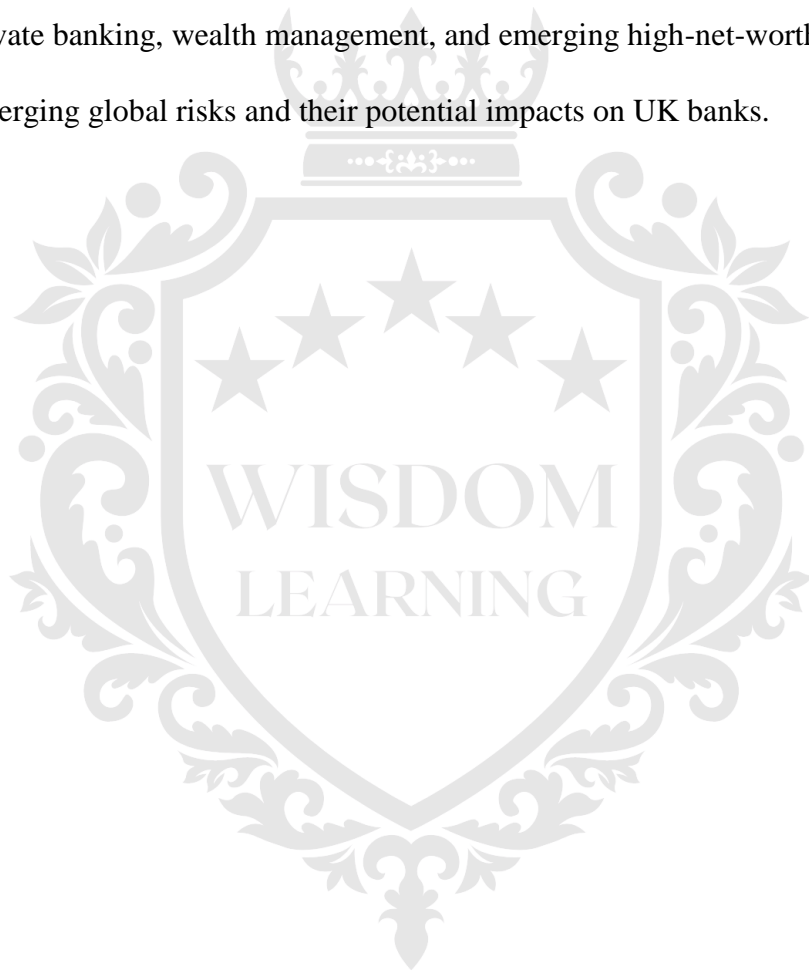 vate banking, wealth management, and emerging high-net-worth
erging global risks and their potential impacts on UK banks.
WISDOM
LEARNING